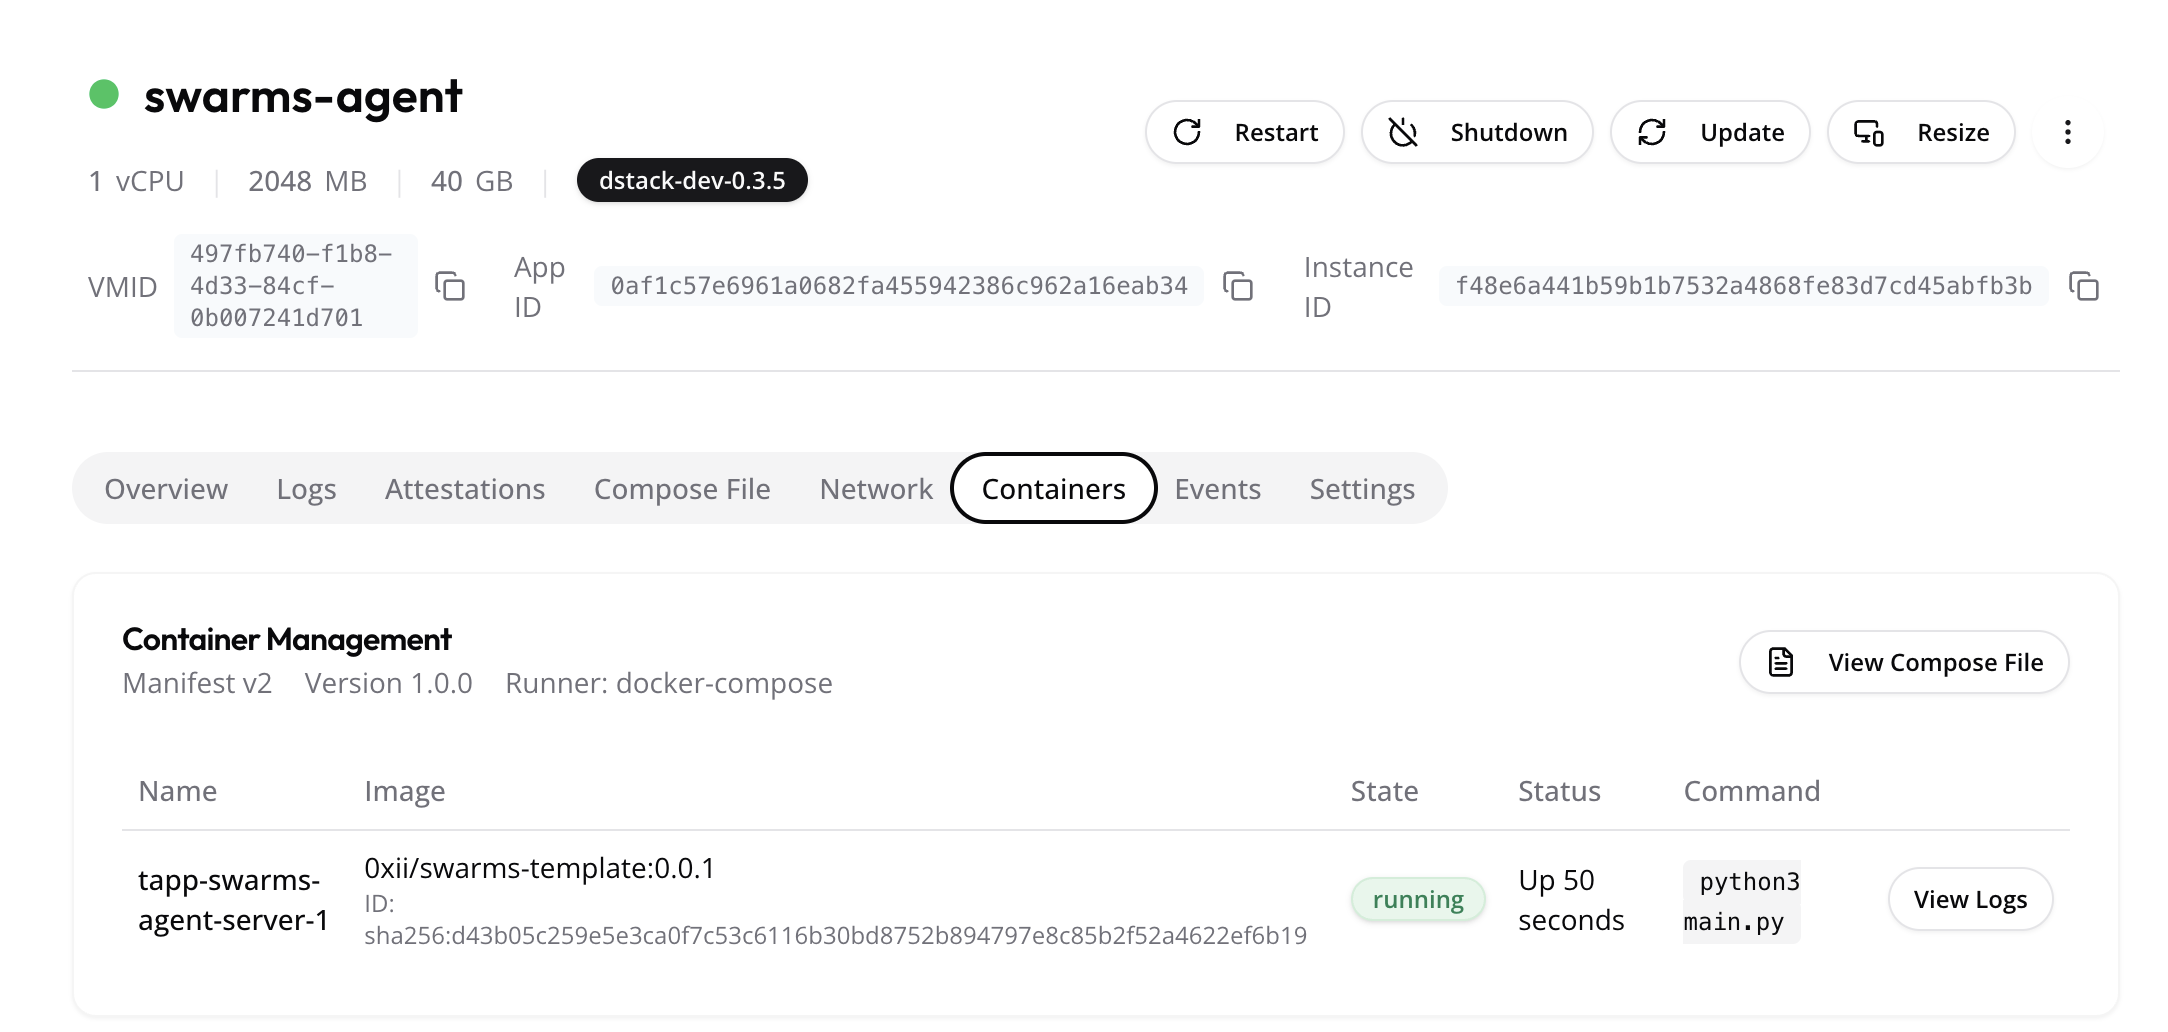 swarms-agent
Restart
Shutdown
Update
Resize
1 vCPU | 2048 MB | 40 GB | dstack-dev-0.3.5
VMID
497fb740-f1b8-
4d33-84cf-
0b007241d701
App
ID
0af1c57e6961a0682fa455942386c962a16eab34
Instance
ID
f48e6a441b59b1b7532a4868fe83d7cd45abfb3b
Overview Logs Attestations Compose File Network Containers Events Settings
Container Management
Manifest v2 Version 1.0.0 Runner: docker-compose
View Compose File
Name Image State Status Command
tapp-swarms-
agent-server-1
0xii/swarms-template:0.0.1
ID:
sha256:d43b05c259e5e3ca0f7c53c6116b30bd8752b894797e8c85b2f52a4622ef6b19
running
Up 50
seconds
python3
main.py
View Logs